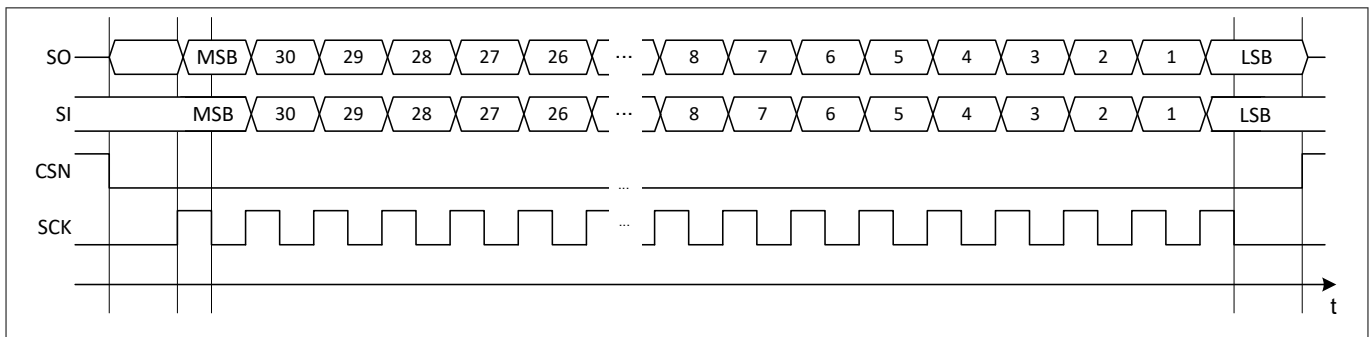 SO MSB 30 29 28 27 26 ... 8 7 6 5 4 3 2 1 LSB
SI MSB 30 29 28 27 26 ... 8 7 6 5 4 3 2 1 LSB
CSN ...
SCK ...
t